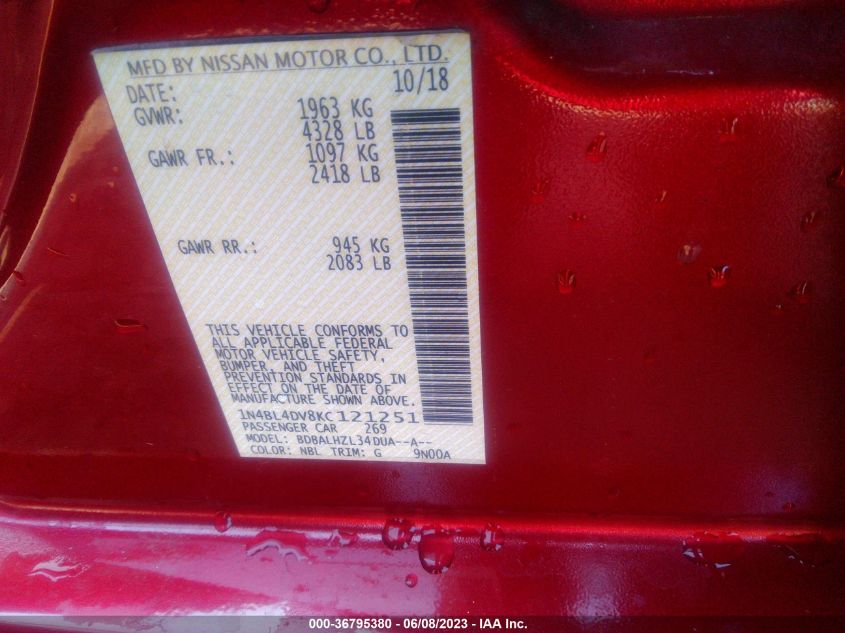 MFD BY NISSAN MOTOR CO., LTD.
DATE: 10/18
GVWR: 1963 KG
4328 LB
GAWR FR.: 1097 KG
2418 LB
GAWR RR.: 945 KG
2083 LB
THIS VEHICLE CONFORMS TO
ALL APPLICABLE FEDERAL
MOTOR VEHICLE SAFETY,
BUMPER, AND THEFT
PREVENTION STANDARDS IN
EFFECT ON THE DATE OF
MANUFACTURE SHOWN ABOVE.
1N4BL4DV8KC121251
PASSENGER CAR 269
MODEL: BDBALHZL34DUA--A--
COLOR: NBL TRIM: G 9N00A
000-36795380 - 06/08/2023 - IAA Inc.